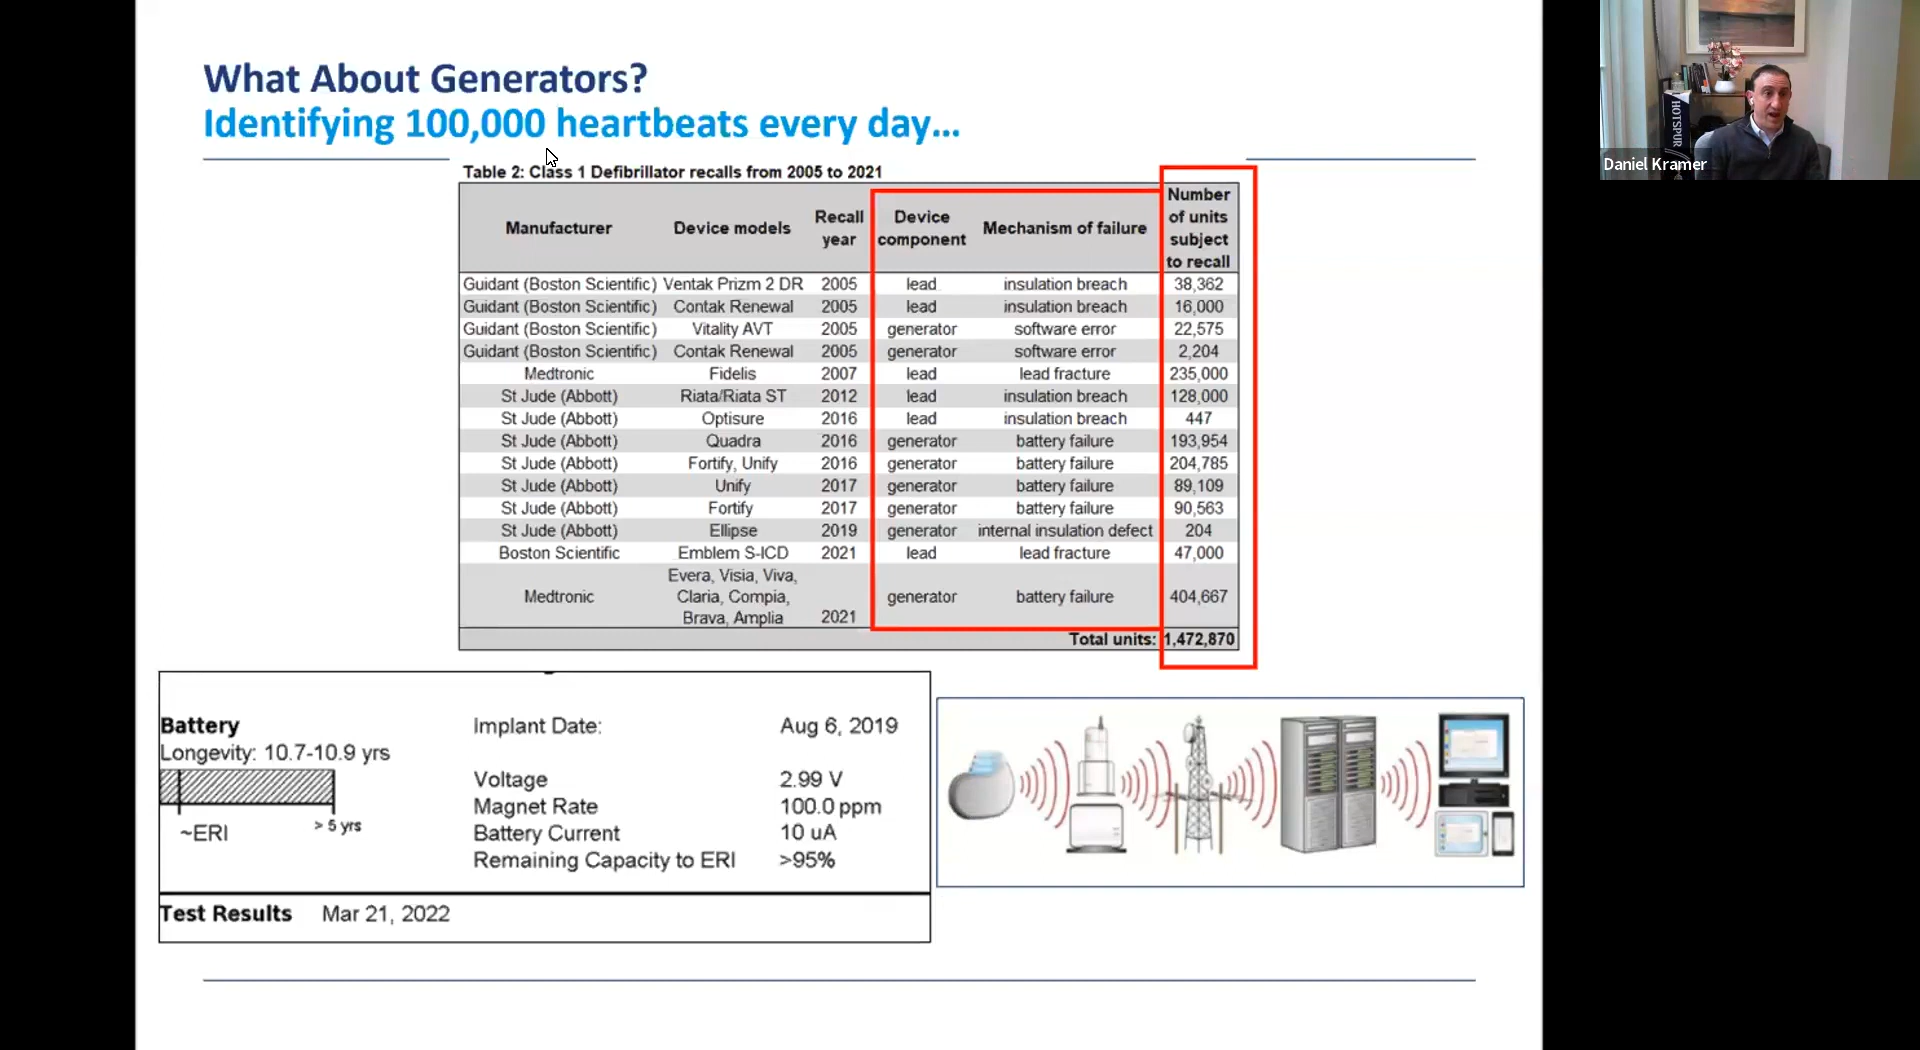 What About Generators?
Identifying 100,000 heartbeats every day...
Table 2: Class 1 Defibrillator recalls from 2005 to 2021
Manufacturer Device models Recall year Device component Mechanism of failure Number of units subject to recall
Guidant (Boston Scientific) Ventak Prizm 2 DR 2005 lead insulation breach 38,362
Guidant (Boston Scientific) Contak Renewal 2005 lead insulation breach 16,000
Guidant (Boston Scientific) Vitality AVT 2005 generator software error 22,575
Guidant (Boston Scientific) Contak Renewal 2005 generator software error 2,204
Medtronic Fidelis 2007 lead lead fracture 235,000
St Jude (Abbott) Riata/Riata ST 2012 lead insulation breach 128,000
St Jude (Abbott) Optisure 2016 lead insulation breach 447
St Jude (Abbott) Quadra 2016 generator battery failure 193,954
St Jude (Abbott) Fortify, Unify 2016 generator battery failure 204,785
St Jude (Abbott) Unify 2017 generator battery failure 89,109
St Jude (Abbott) Fortify 2017 generator battery failure 90,563
St Jude (Abbott) Ellipse 2019 generator internal insulation defect 204
Boston Scientific Emblem S-ICD 2021 lead lead fracture 47,000
Medtronic Evera, Visia, Viva, Claria, Compia, Brava, Amplia 2021 generator battery failure 404,667
Total units: 1,472,870
Battery
Longevity: 10.7-10.9 yrs
~ERI > 5 yrs
Implant Date: Aug 6, 2019
Voltage 2.99 V
Magnet Rate 100.0 ppm
Battery Current 10 uA
Remaining Capacity to ERI >95%
Test Results Mar 21, 2022
HOTSPUR
Daniel Kramer